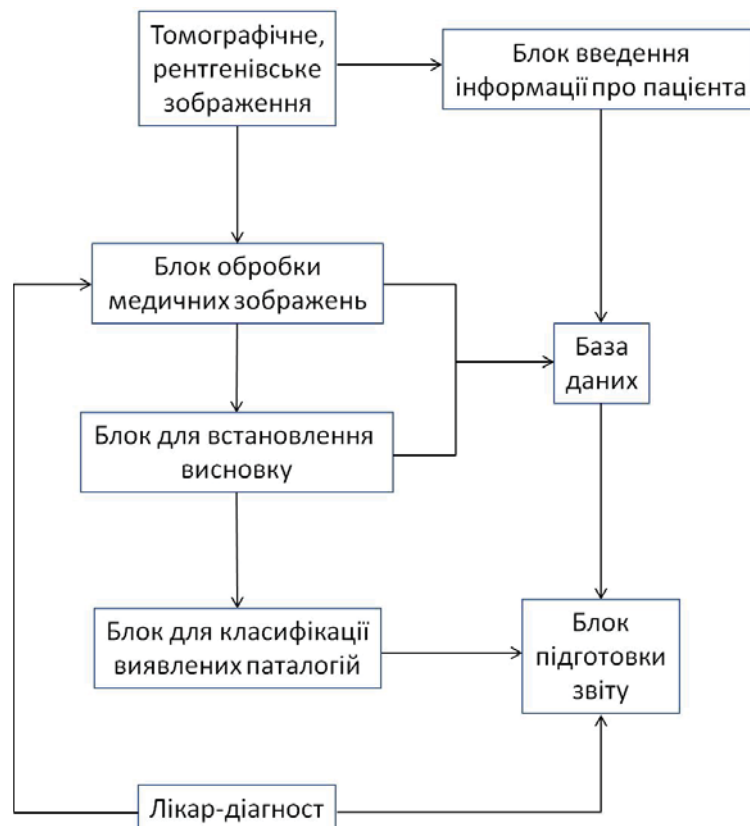 Томографічне,
рентгенівське
зображення
Блок введення
інформації про пацієнта
Блок обробки
медичних зображень
База
даних
Блок для встановлення
висновку
Блок для класифікації
виявлених паталогій
Блок
підготовки
звіту
Лікар-діагност